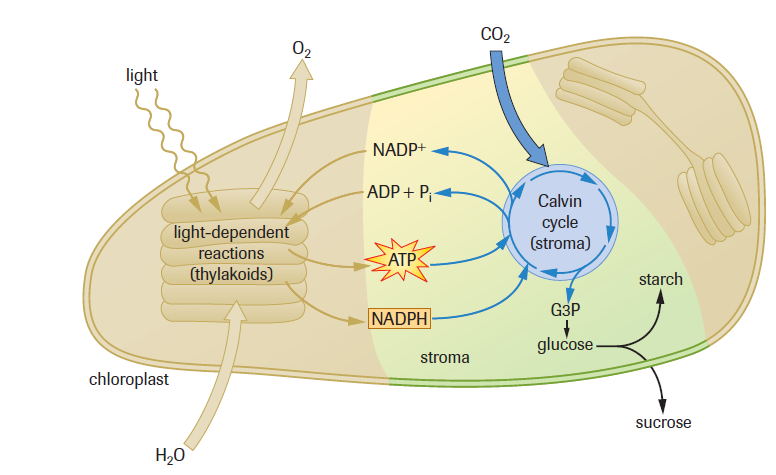 CO₂
O₂
light
NADP+
ADP + Pᵢ
Calvin
cycle
(stroma)
light-dependent
reactions
(thylakoids)
ATP
starch
G3P
NADPH
glucose
stroma
chloroplast
sucrose
H₂O